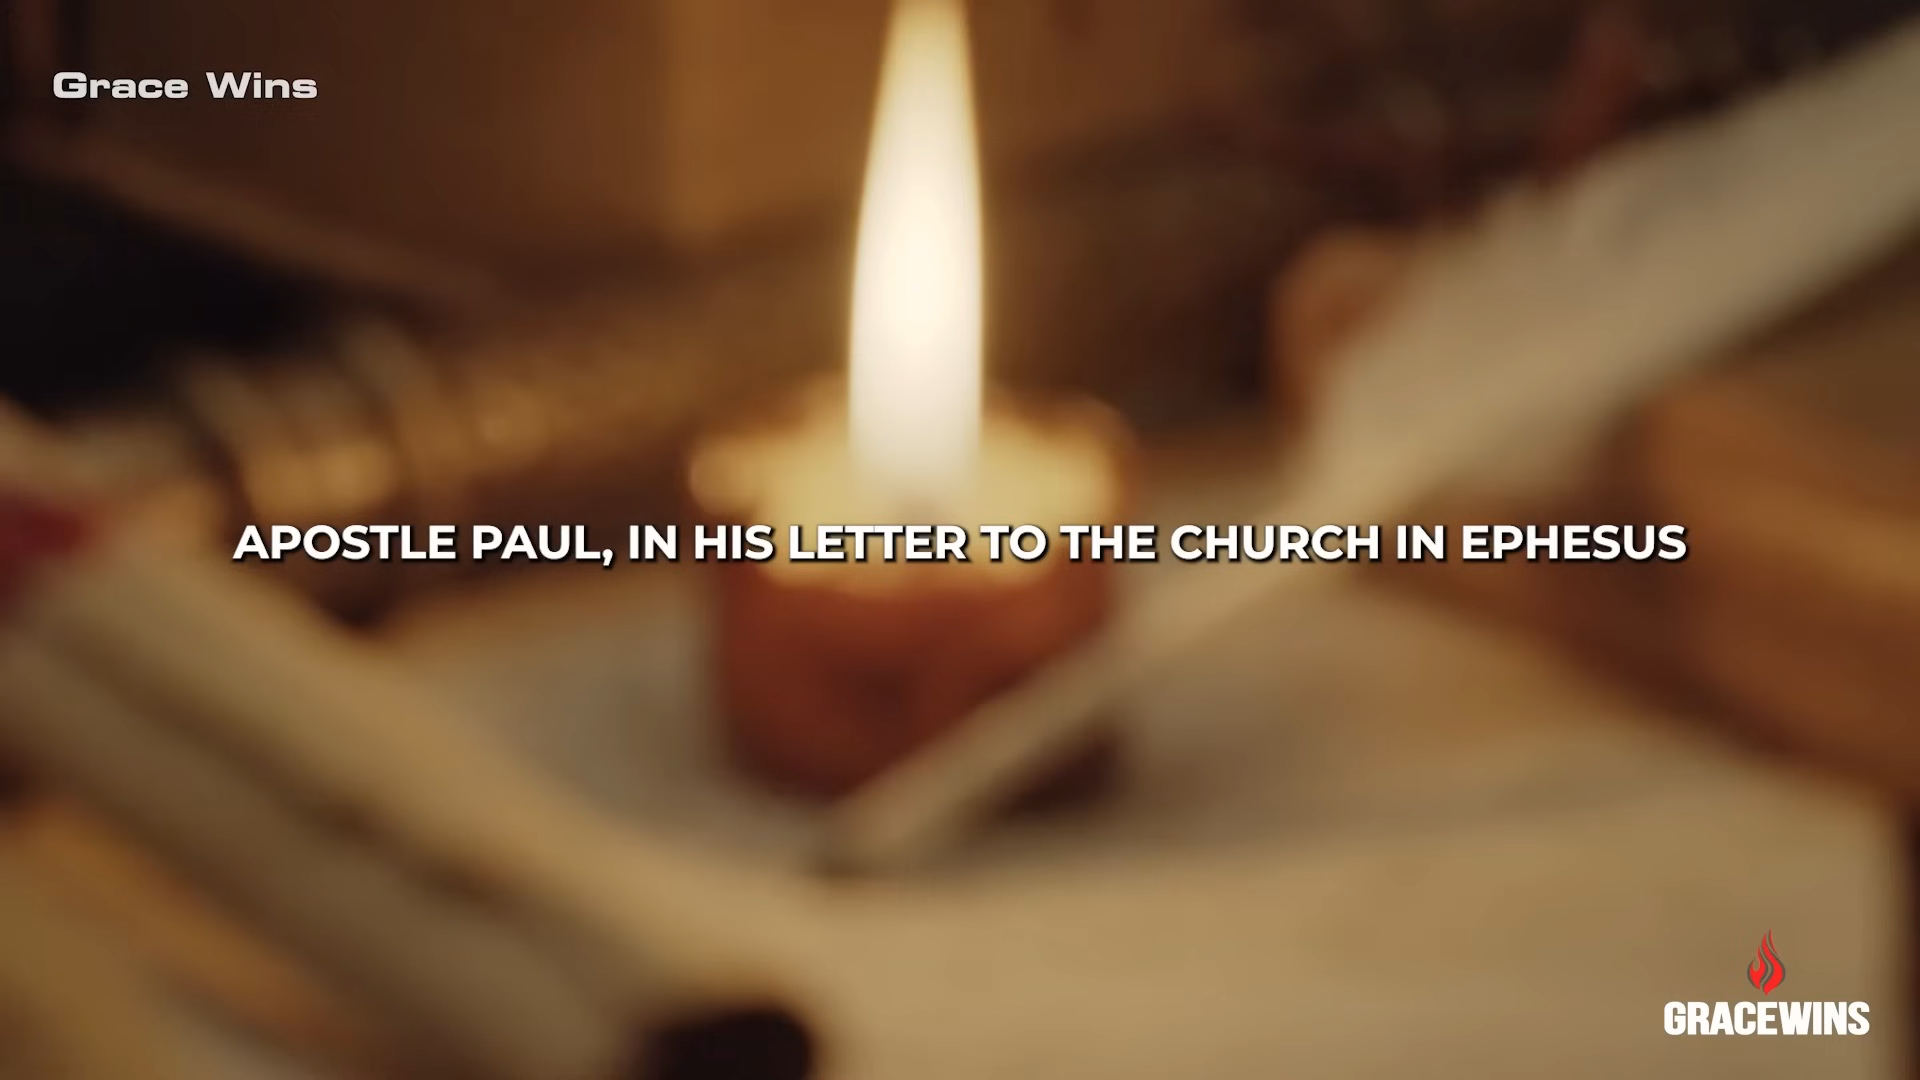 Grace Wins
APOSTLE PAUL, IN HIS LETTER TO THE CHURCH IN EPHESUS
GRACEWINS